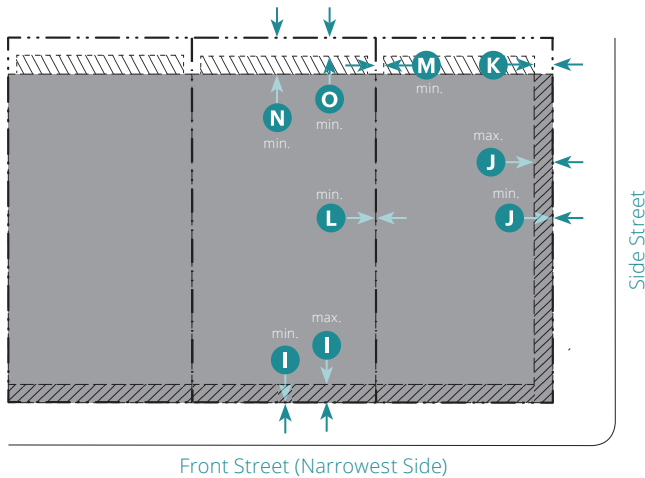 M
K
min.
N
O
min.
min.
max.
J
min.
min.
L
J
min.
max.
I
I
Side Street
Front Street (Narrowest Side)